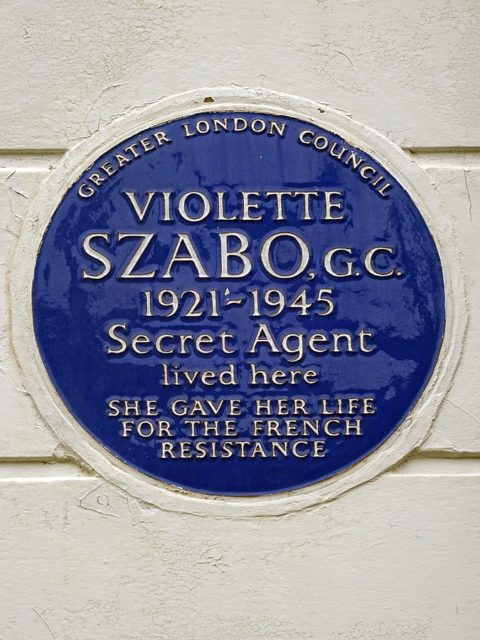 GREATER LONDON COUNCIL
VIOLETTE
SZABO, G.C.
1921-1945
Secret Agent
lived here
SHE GAVE HER LIFE
FOR THE FRENCH
RESISTANCE